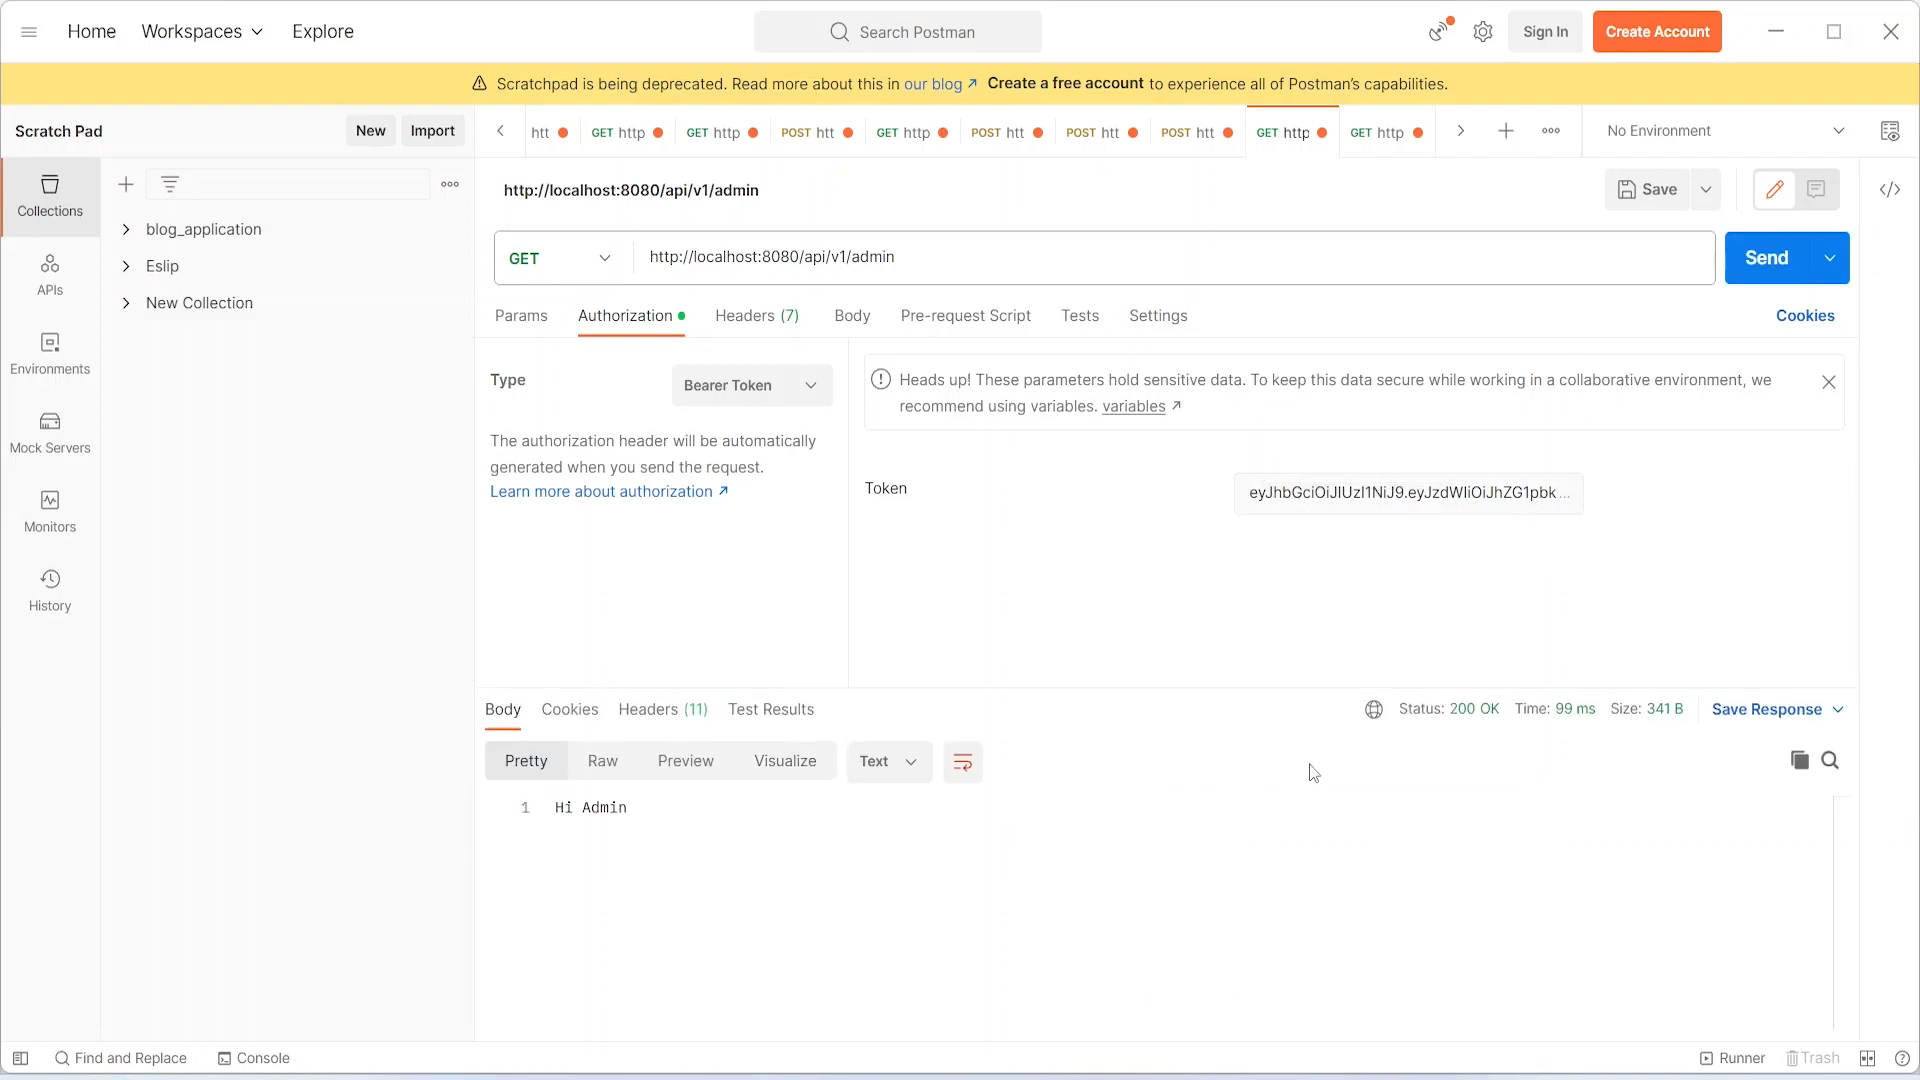 Home Workspaces Explore Search Postman Sign In Create Account
Scratchpad is being deprecated. Read more about this in our blog ↗ Create a free account to experience all of Postman's capabilities.
Scratch Pad New Import htt GET http GET http POST htt GET http POST htt POST htt POST htt GET http GET http No Environment
Collections
APIs
Environments
Mock Servers
Monitors
History
blog_application
Eslip
New Collection
http://localhost:8080/api/v1/admin Save
GET http://localhost:8080/api/v1/admin Send
Params Authorization Headers (7) Body Pre-request Script Tests Settings Cookies
Type Bearer Token
The authorization header will be automatically
generated when you send the request.
Learn more about authorization ↗
Heads up! These parameters hold sensitive data. To keep this data secure while working in a collaborative environment, we
recommend using variables. variables ↗
Token eyJhbGciOiJIUzI1NiJ9.eyJzdWIiOiJhZG1pbk ...
Body Cookies Headers (11) Test Results Status: 200 OK Time: 99 ms Size: 341 B Save Response
Pretty Raw Preview Visualize Text
1 Hi Admin
Find and Replace Console Runner Trash